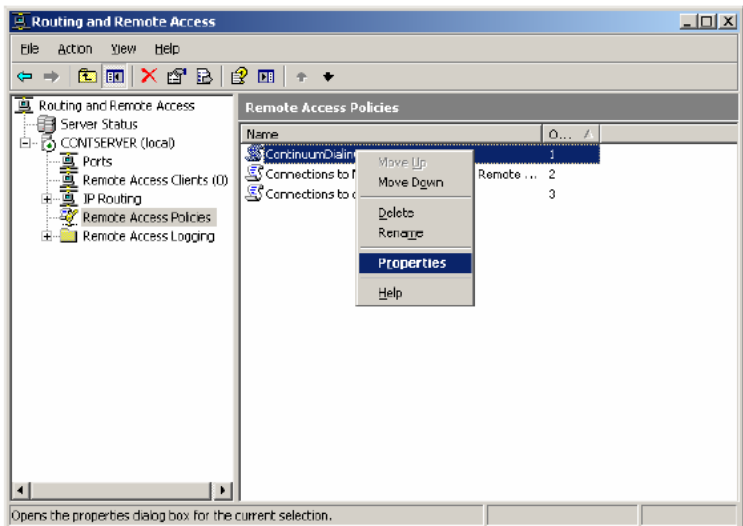 Routing and Remote Access
File Action View Help
Routing and Remote Access
Server Status
CONTSERVER (local)
Ports
Remote Access Clients (0)
IP Routing
Remote Access Policies
Remote Access Logging
Remote Access Policies
Name O...
ContinuumDialin 1
Connections to Remote ... 2
Connections to 3
Move Up
Move Down
Delete
Rename
Properties
Help
Opens the properties dialog box for the current selection.